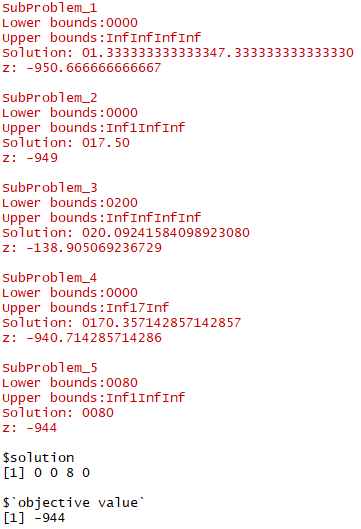 SubProblem_1
Lower bounds:0000
Upper bounds:InfInfInfInf
Solution: 01.333333333333347.333333333333330
z: -950.666666666667
SubProblem_2
Lower bounds:0000
Upper bounds:Inf1InfInf
Solution: 017.50
z: -949
SubProblem_3
Lower bounds:0200
Upper bounds:InfInfInfInf
Solution: 020.09241584098923080
z: -138.905069236729
SubProblem_4
Lower bounds:0000
Upper bounds:Inf17Inf
Solution: 0170.357142857142857
z: -940.714285714286
SubProblem_5
Lower bounds:0080
Upper bounds:Inf1InfInf
Solution: 0080
z: -944
$solution
[1] 0 0 8 0
$`objective value`
[1] -944